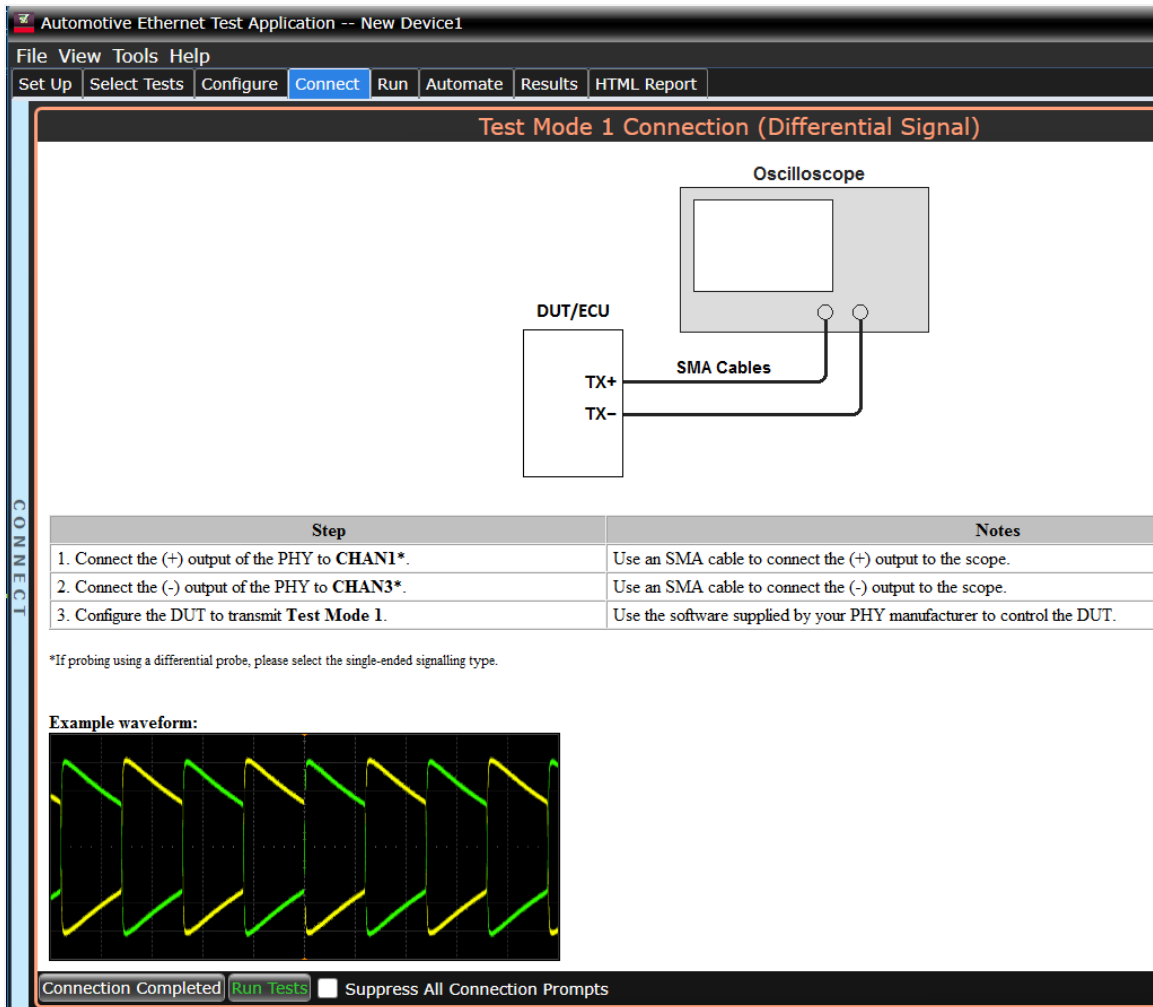 Automotive Ethernet Test Application -- New Device1
File View Tools Help
Set Up Select Tests Configure Connect Run Automate Results HTML Report
Test Mode 1 Connection (Differential Signal)
Oscilloscope
DUT/ECU
SMA Cables
TX+
TX−
CONNECT
Step Notes
1. Connect the (+) output of the PHY to CHAN1*. Use an SMA cable to connect the (+) output to the scope.
2. Connect the (-) output of the PHY to CHAN3*. Use an SMA cable to connect the (-) output to the scope.
3. Configure the DUT to transmit Test Mode 1. Use the software supplied by your PHY manufacturer to control the DUT.
*If probing using a differential probe, please select the single-ended signalling type.
Example waveform:
Connection Completed Run Tests Suppress All Connection Prompts